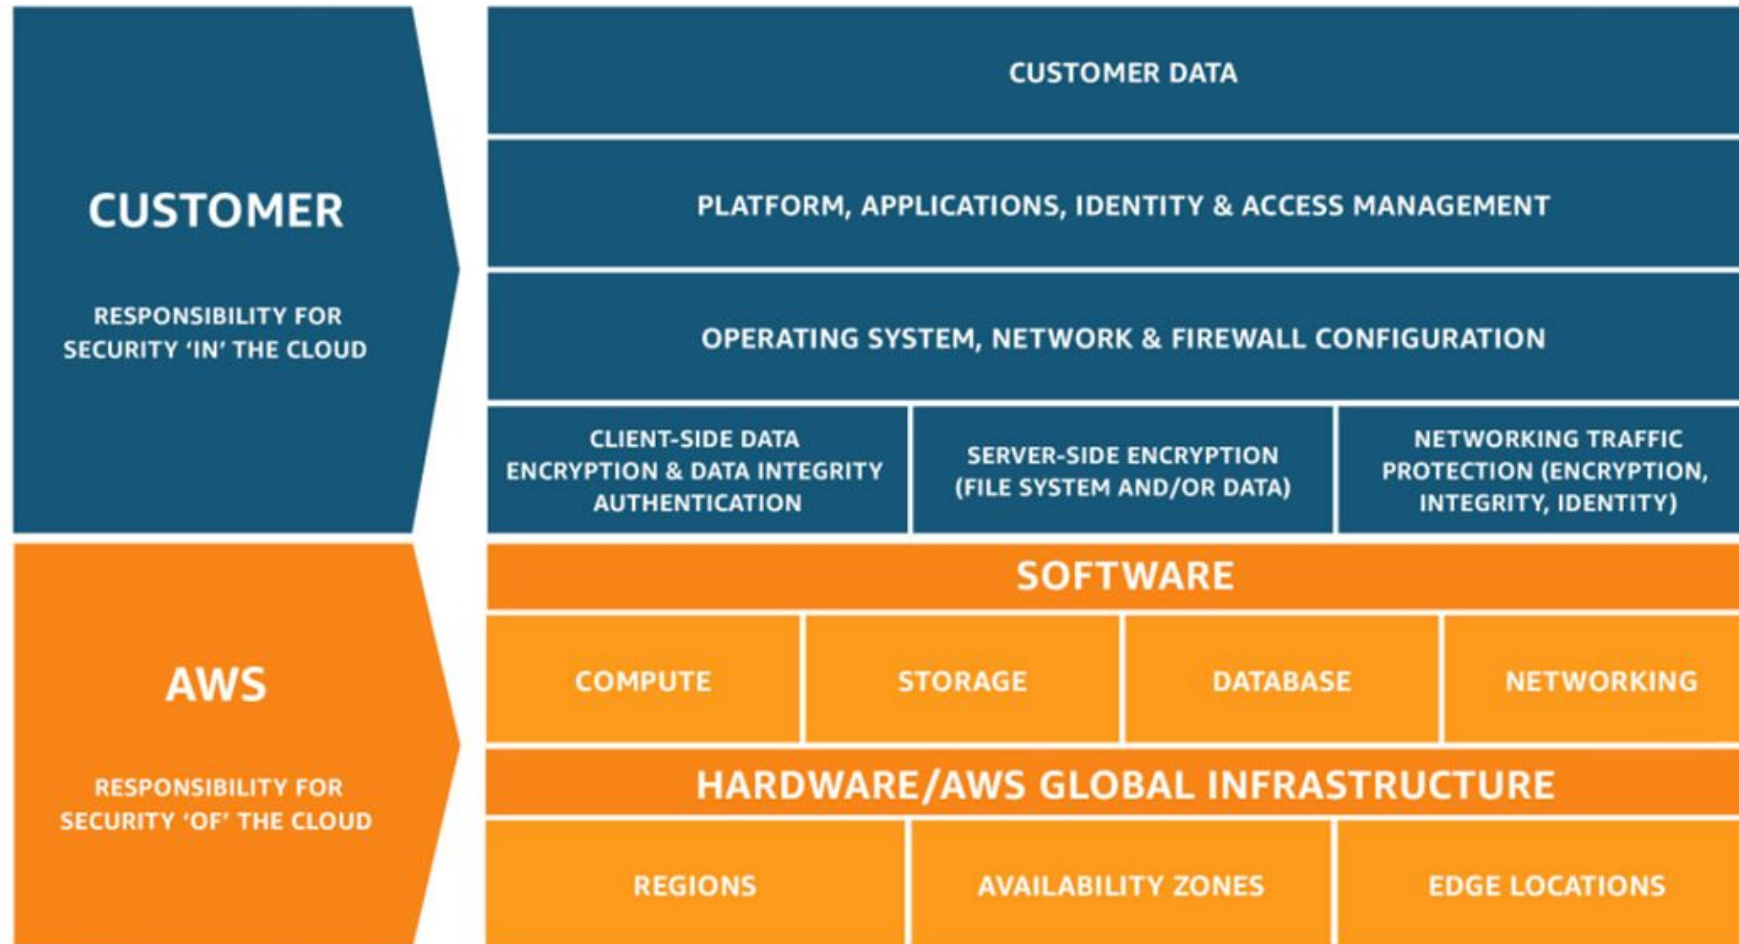 CUSTOMER
RESPONSIBILITY FOR
SECURITY ‘IN’ THE CLOUD
CUSTOMER DATA
PLATFORM, APPLICATIONS, IDENTITY & ACCESS MANAGEMENT
OPERATING SYSTEM, NETWORK & FIREWALL CONFIGURATION
CLIENT-SIDE DATA
ENCRYPTION & DATA INTEGRITY
AUTHENTICATION
SERVER-SIDE ENCRYPTION
(FILE SYSTEM AND/OR DATA)
NETWORKING TRAFFIC
PROTECTION (ENCRYPTION,
INTEGRITY, IDENTITY)
AWS
RESPONSIBILITY FOR
SECURITY ‘OF’ THE CLOUD
SOFTWARE
COMPUTE
STORAGE
DATABASE
NETWORKING
HARDWARE/AWS GLOBAL INFRASTRUCTURE
REGIONS
AVAILABILITY ZONES
EDGE LOCATIONS